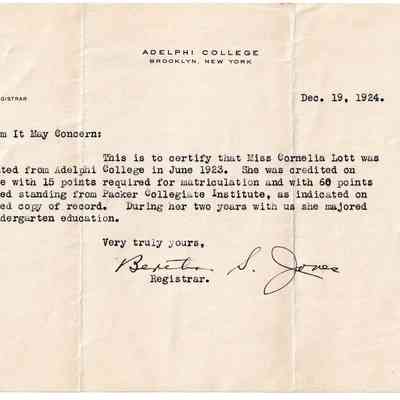 ADELPHI COLLEGE
BROOKLYN, NEW YORK
REGISTRAR
Dec. 19, 1924.
m It May Concern:
This is to certify that Miss Cornelia Lott was
ted from Adelphi College in June 1923. She was credited on
e with 15 points required for matriculation and with 60 points
ed standing from Packer Collegiate Institute, as indicated on
ed copy of record. During her two years with us she majored
dergarten education.
Very truly yours,
S. Jones
Registrar.